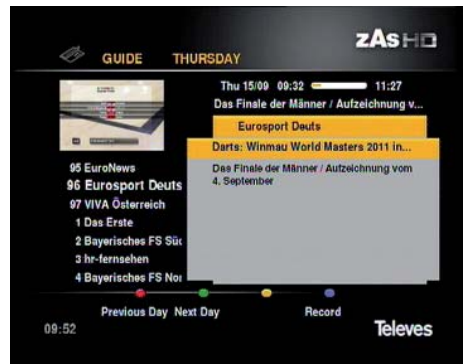 zAs HD
GUIDE THURSDAY
Thu 15/09 09:32 11:27
Das Finale der Männer / Aufzeichnung v...
Eurosport Deuts
Darts: Winmau World Masters 2011 in...
Das Finale der Männer / Aufzeichnung vom
4. September
95 EuroNews
96 Eurosport Deuts
97 VIVA Österreich
1 Das Erste
2 Bayerisches FS Süd
3 hr-fernsehen
4 Bayerisches FS Nor
Previous Day Next Day Record
09:52
Televes